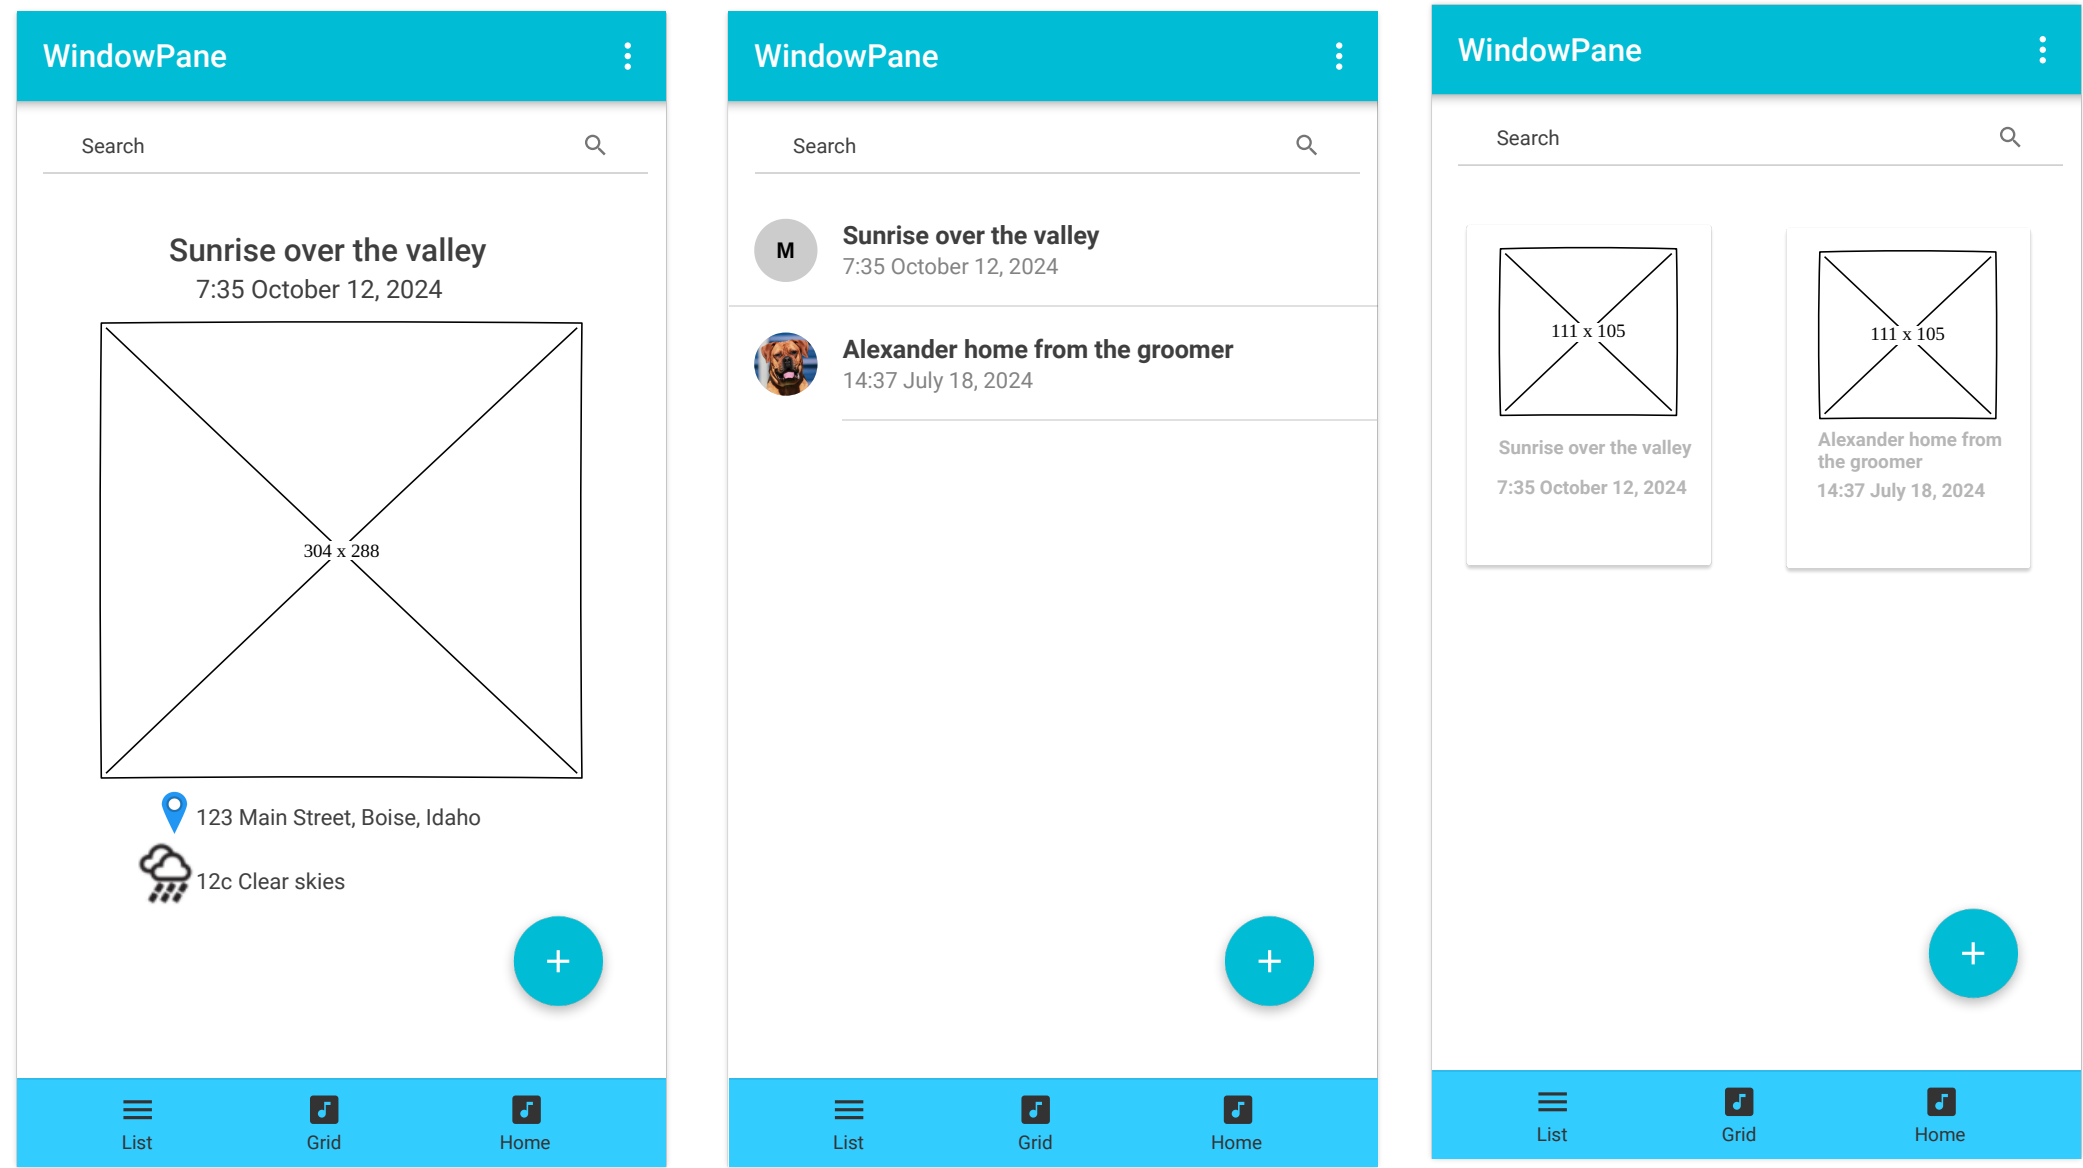 WindowPane
Search
Sunrise over the valley
7:35 October 12, 2024
304 x 288
123 Main Street, Boise, Idaho
12c Clear skies
+
List
Grid
Home
WindowPane
Search
M
Sunrise over the valley
7:35 October 12, 2024
Alexander home from the groomer
14:37 July 18, 2024
+
List
Grid
Home
WindowPane
Search
111 x 105
Sunrise over the valley
7:35 October 12, 2024
111 x 105
Alexander home from
the groomer
14:37 July 18, 2024
+
List
Grid
Home